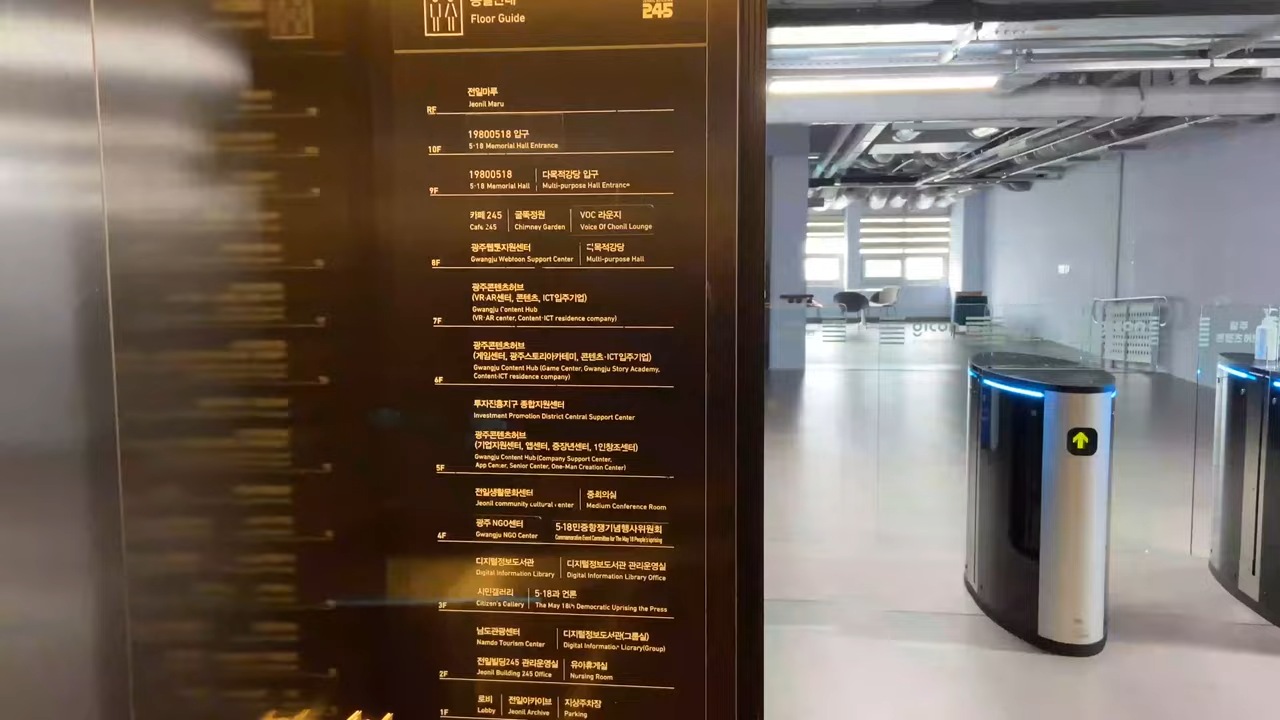 Floor Guide
245
전일마루
Jeonil Maru
RF
19800518 입구
5·18 Memorial Hall Entrance
10F
19800518 다목적강당 입구
5·18 Memorial Hall Multi-purpose Hall Entrance
9F
카페 245 굴뚝정원 VOC 라운지
Cafe 245 Chimney Garden Voice Of Chonil Lounge
광주웹툰지원센터 다목적강당
Gwangju Webtoon Support Center Multi-purpose Hall
8F
광주콘텐츠허브
(VR·AR센터, 콘텐츠, ICT입주기업)
Gwangju Content Hub
(VR·AR center, Content·ICT residence company)
7F
광주콘텐츠허브
(게임센터, 광주스토리아카데미, 콘텐츠·ICT입주기업)
Gwangju Content Hub (Game Center, Gwangju Story Academy,
Content·ICT residence company)
6F
투자진흥지구 종합지원센터
Investment Promotion District Central Support Center
광주콘텐츠허브
(기업지원센터, 앱센터, 중장년센터, 1인창조센터)
Gwangju Content Hub (Company Support Center,
App Center, Senior Center, One-Man Creation Center)
5F
전일생활문화센터 중회의실
Jeonil community cultural center Medium Conference Room
광주 NGO센터 5·18민중항쟁기념행사위원회
Gwangju NGO Center Commemorative Event Committee for The May 18 People's Uprising
4F
디지털정보도서관 디지털정보도서관 관리운영실
Digital Information Library Digital Information Library Office
시민갤러리 5·18과 언론
Citizen's Gallery The May 18th Democratic Uprising the Press
3F
남도관광센터 디지털정보도서관(그룹실)
Namdo Tourism Center Digital Information Library(Group)
전일빌딩245 관리운영실 유아휴게실
Jeonil Building 245 Office Nursing Room
2F
로비 전일아카이브 지상주차장
Lobby Jeonil Archive Parking
1F